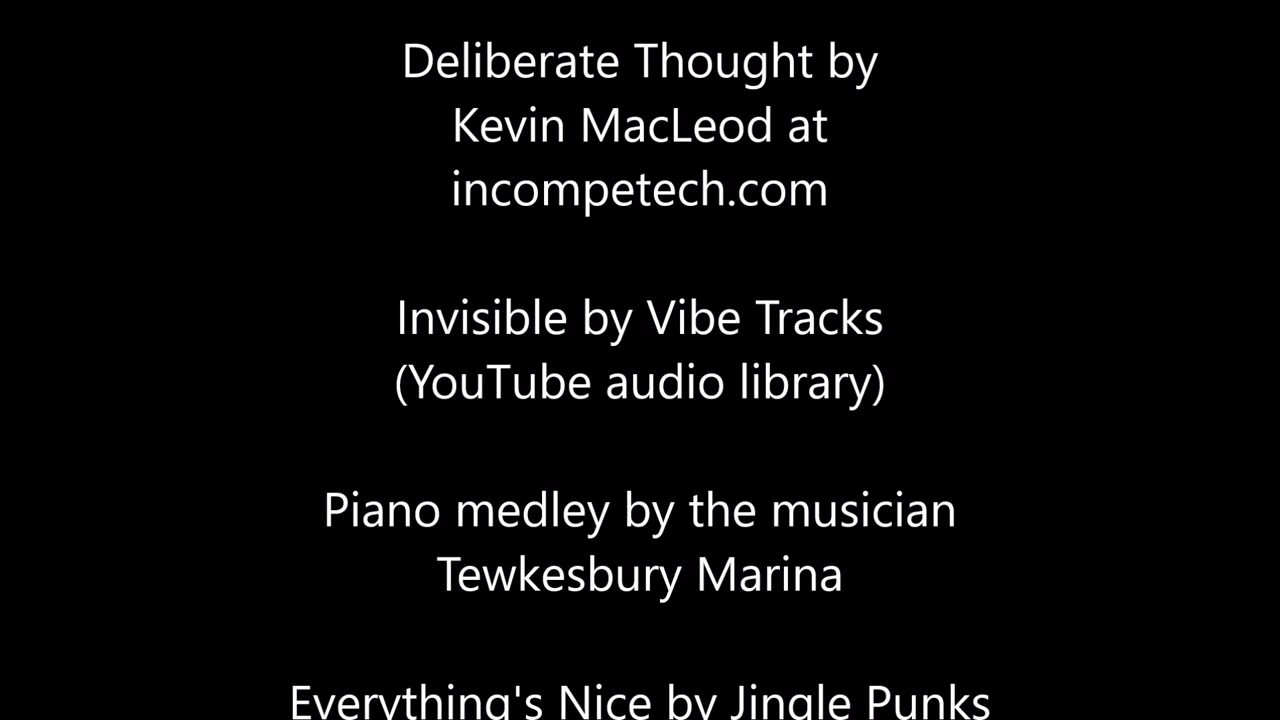 Deliberate Thought by
Kevin MacLeod at
incompetech.com
Invisible by Vibe Tracks
(YouTube audio library)
Piano medley by the musician
Tewkesbury Marina
Everything's Nice by Jingle Punks